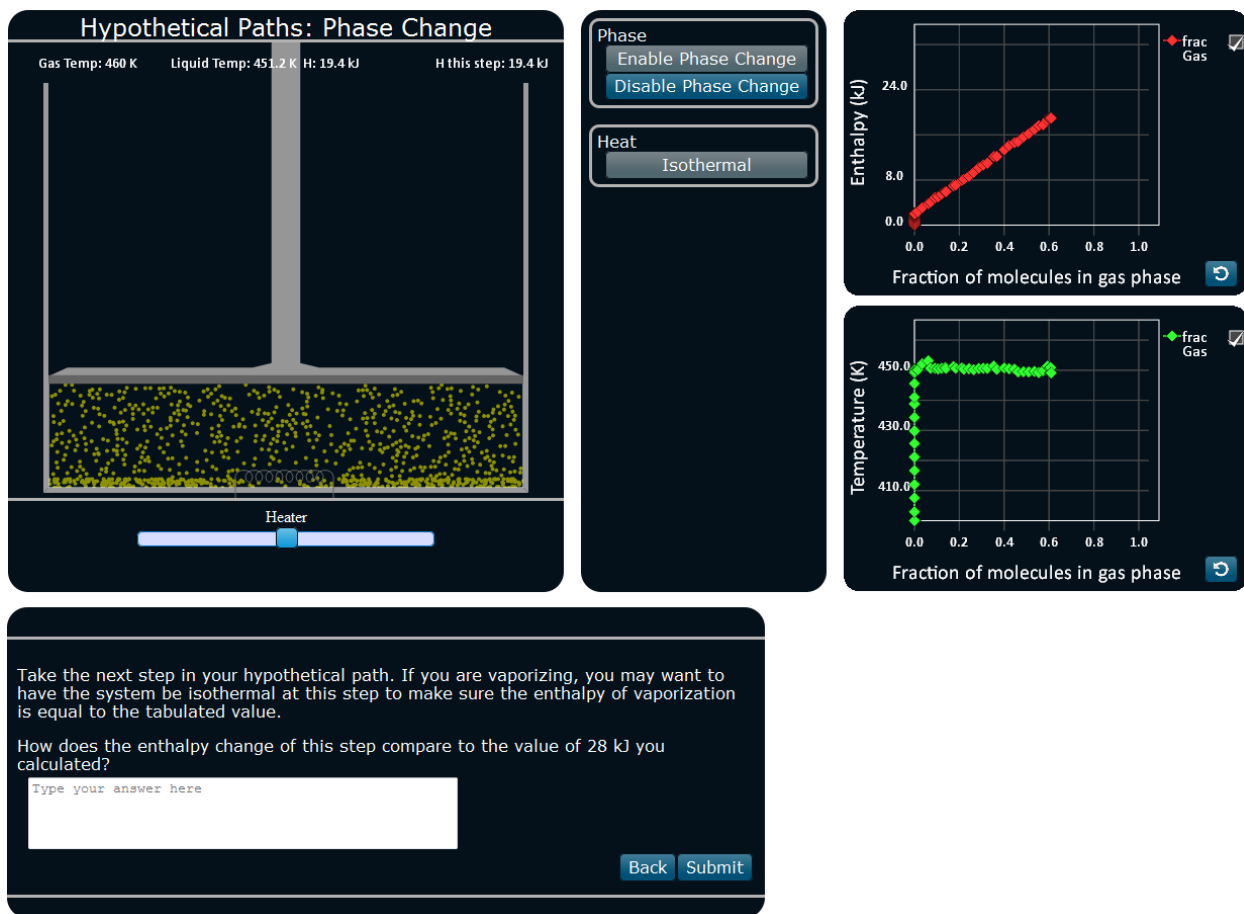 Hypothetical Paths: Phase Change
Gas Temp: 460 K Liquid Temp: 451.2 K H: 19.4 kJ H this step: 19.4 kJ
Heater
Phase
Enable Phase Change
Disable Phase Change
Heat
Isothermal
Enthalpy (kJ)
24.0
8.0
0.0
0.0 0.2 0.4 0.6 0.8 1.0
Fraction of molecules in gas phase
frac
Gas
Temperature (K)
450.0
430.0
410.0
0.0 0.2 0.4 0.6 0.8 1.0
Fraction of molecules in gas phase
frac
Gas
Take the next step in your hypothetical path. If you are vaporizing, you may want to
have the system be isothermal at this step to make sure the enthalpy of vaporization
is equal to the tabulated value.
How does the enthalpy change of this step compare to the value of 28 kJ you
calculated?
Type your answer here
Back Submit